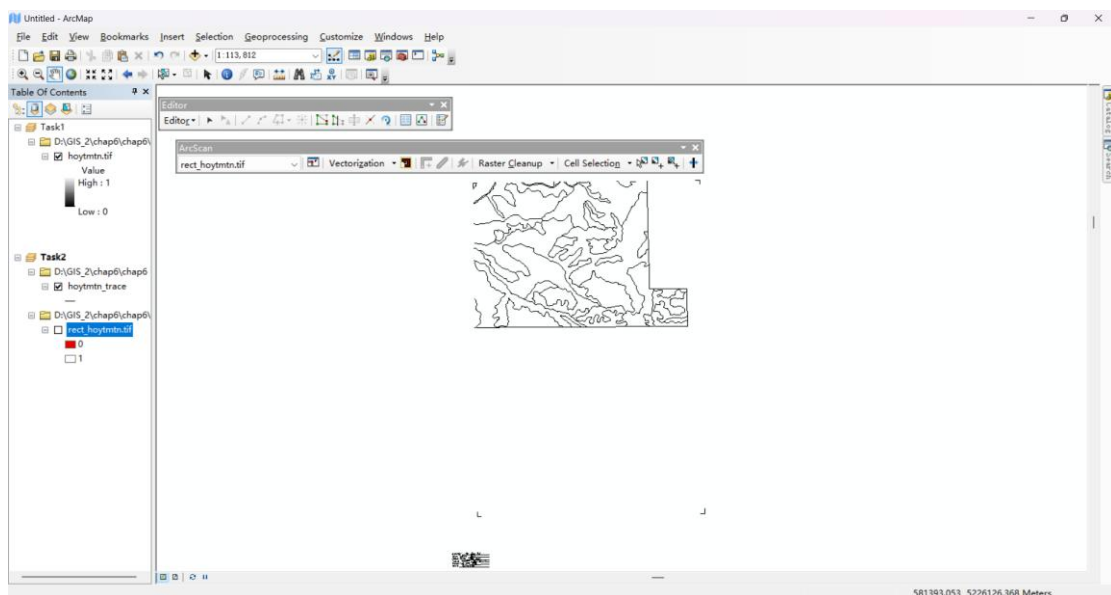 Untitled - ArcMap
File Edit View Bookmarks Insert Selection Geoprocessing Customize Windows Help
1:113,812
Table Of Contents
Task1
D:\GIS_2\chap6\chap6\
hoytmtn.tif
Value
High : 1
Low : 0
Task2
D:\GIS_2\chap6\chap6
hoytmtn_trace
D:\GIS_2\chap6\chap6\
rect_hoytmtn.tif
0
1
Editor
Editor
ArcScan
rect_hoytmtn.tif Vectorization Raster Cleanup Cell Selection
Catalog
Search
581393.053 5226126.368 Meters